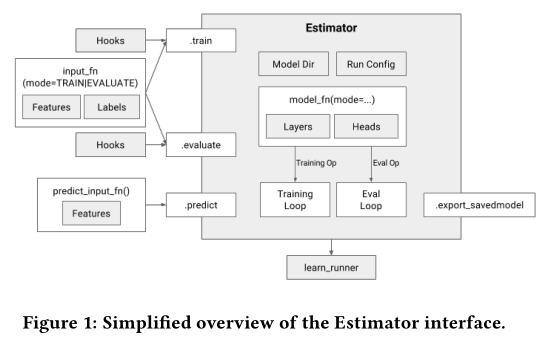 Estimator
Hooks
.train
input_fn
(mode=TRAIN|EVALUATE)
Features
Labels
Model Dir
Run Config
model_fn(mode=...)
Layers
Heads
Hooks
.evaluate
Training Op
Eval Op
predict_input_fn()
Features
.predict
Training
Loop
Eval
Loop
.export_savedmodel
learn_runner
Figure 1: Simplified overview of the Estimator interface.